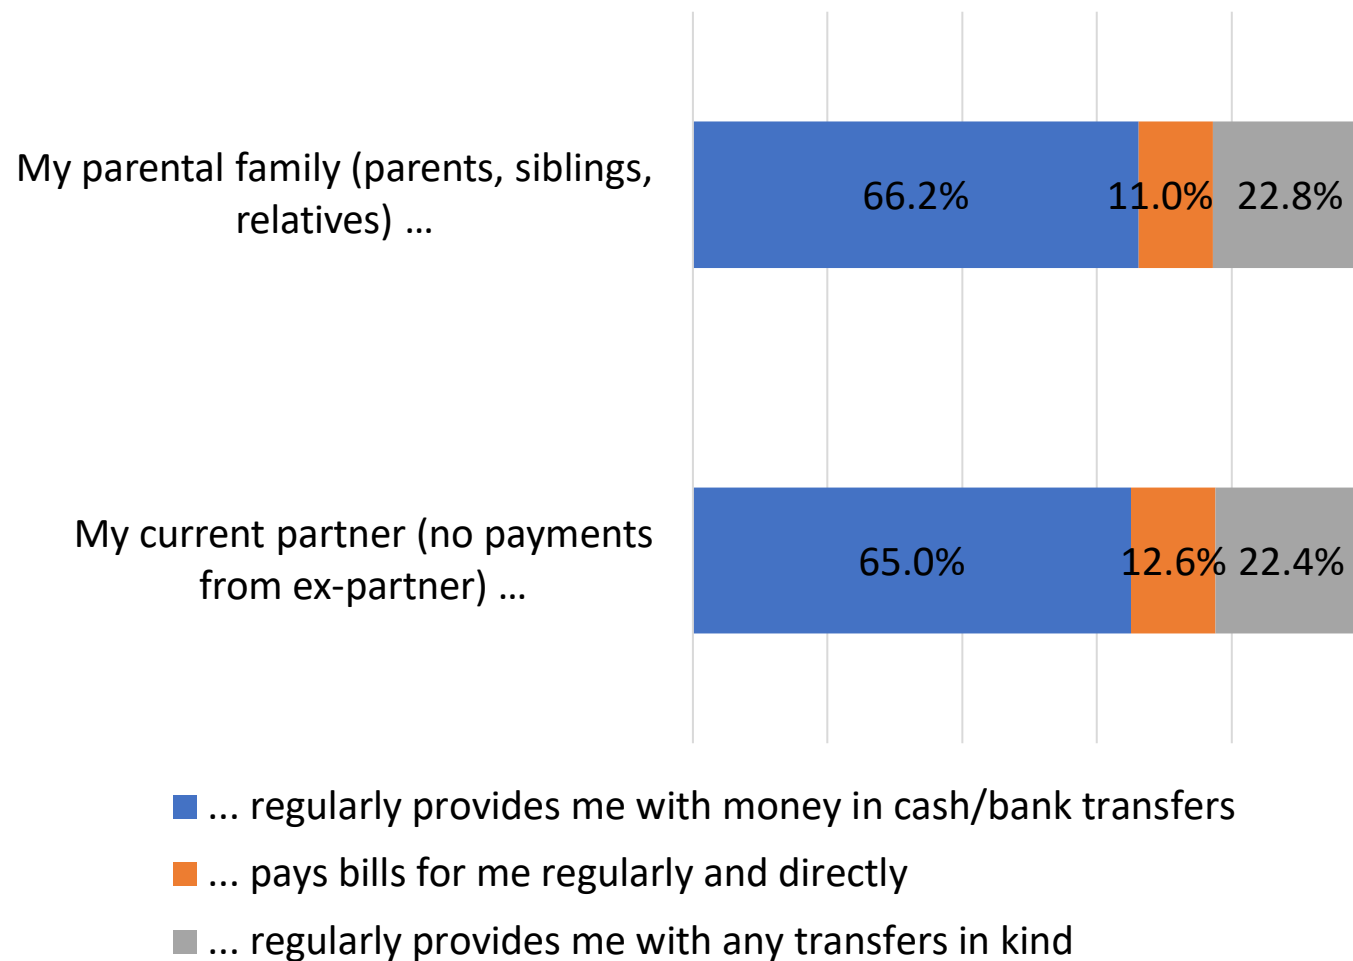 My parental family (parents, siblings,
relatives) ...
66.2% 11.0% 22.8%
My current partner (no payments
from ex-partner) ...
65.0% 12.6% 22.4%
... regularly provides me with money in cash/bank transfers
... pays bills for me regularly and directly
... regularly provides me with any transfers in kind